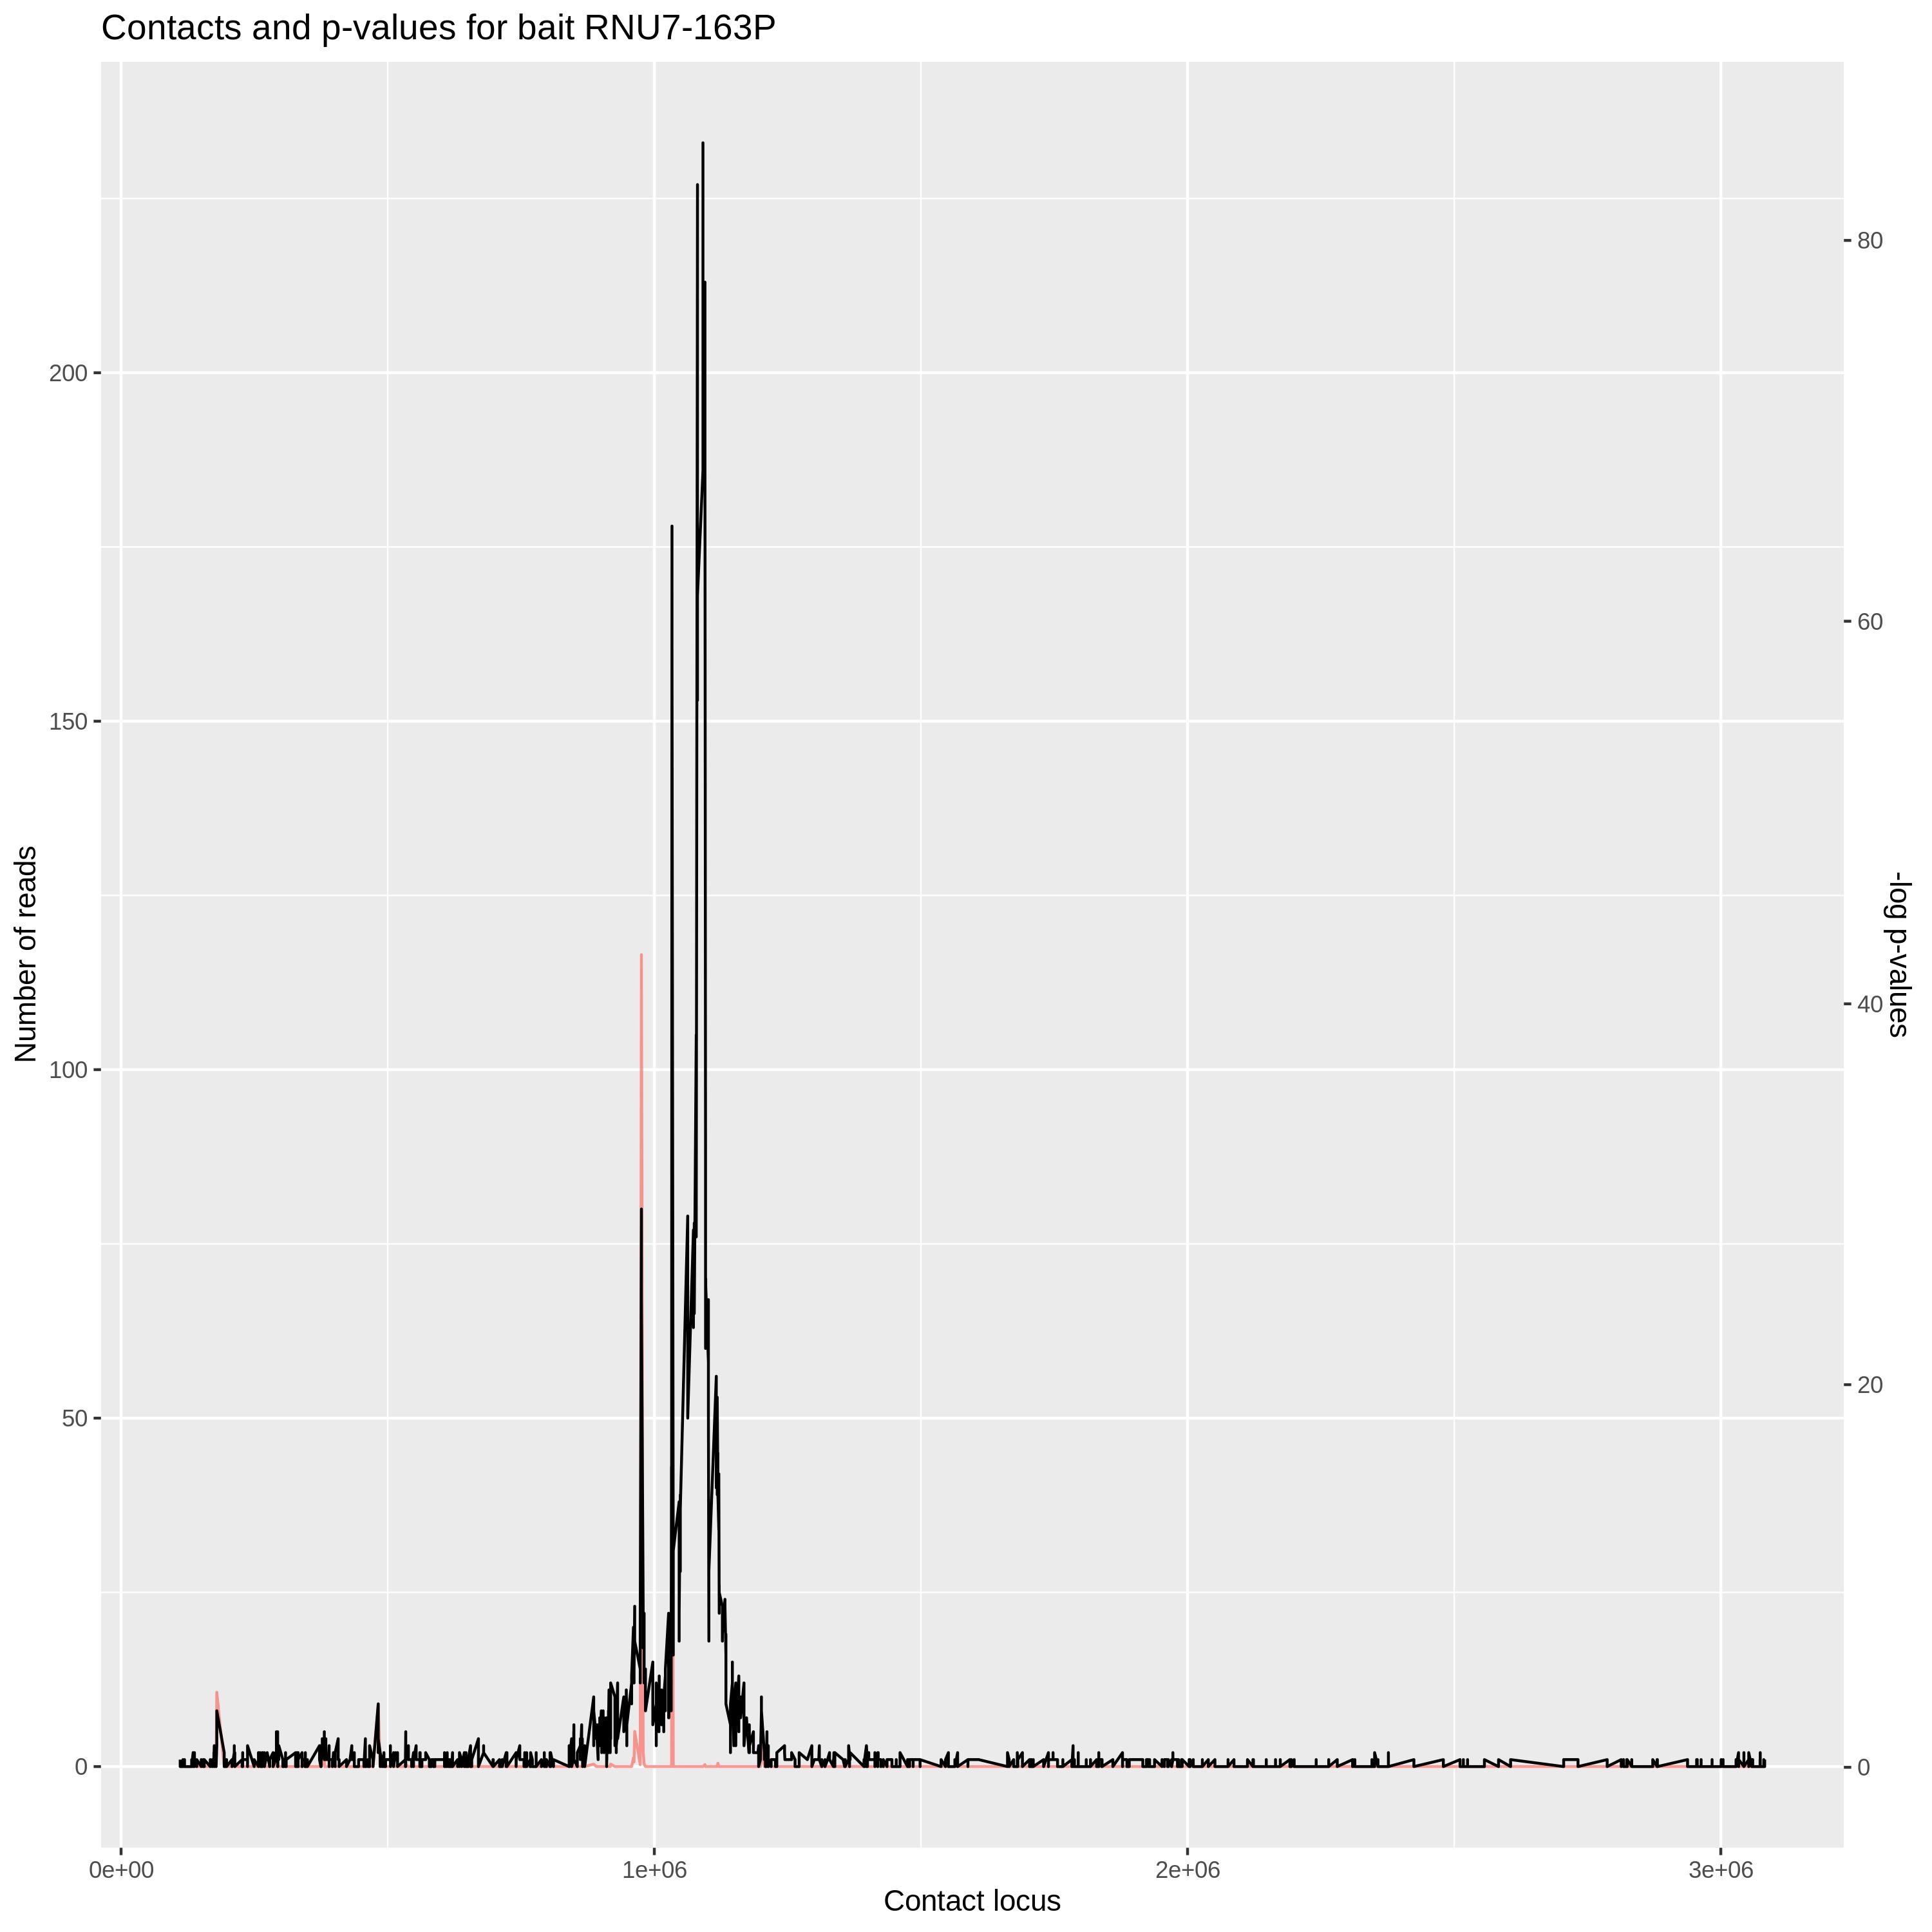 Contacts and p-values for bait RNU7-163P
Number of reads
200
150
100
50
0
80
60
40
20
0
-log p-values
0e+00
1e+06
2e+06
3e+06
Contact locus